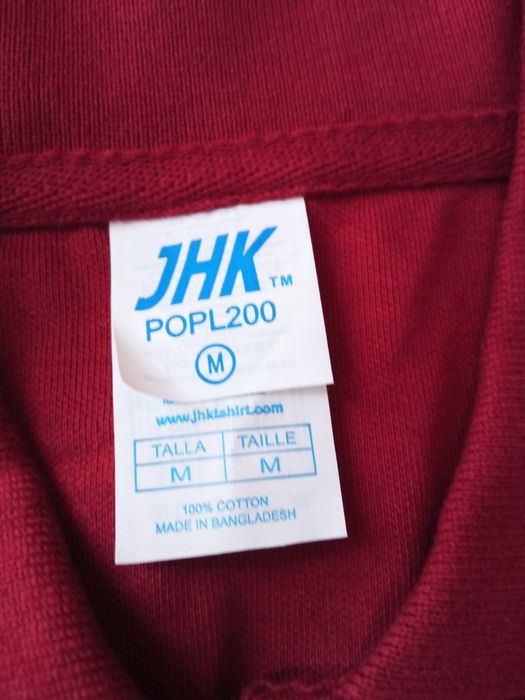 JHK™
POPL200
M
www.jhktshirt.com
TALLA TAILLE
M M
100% COTTON
MADE IN BANGLADESH